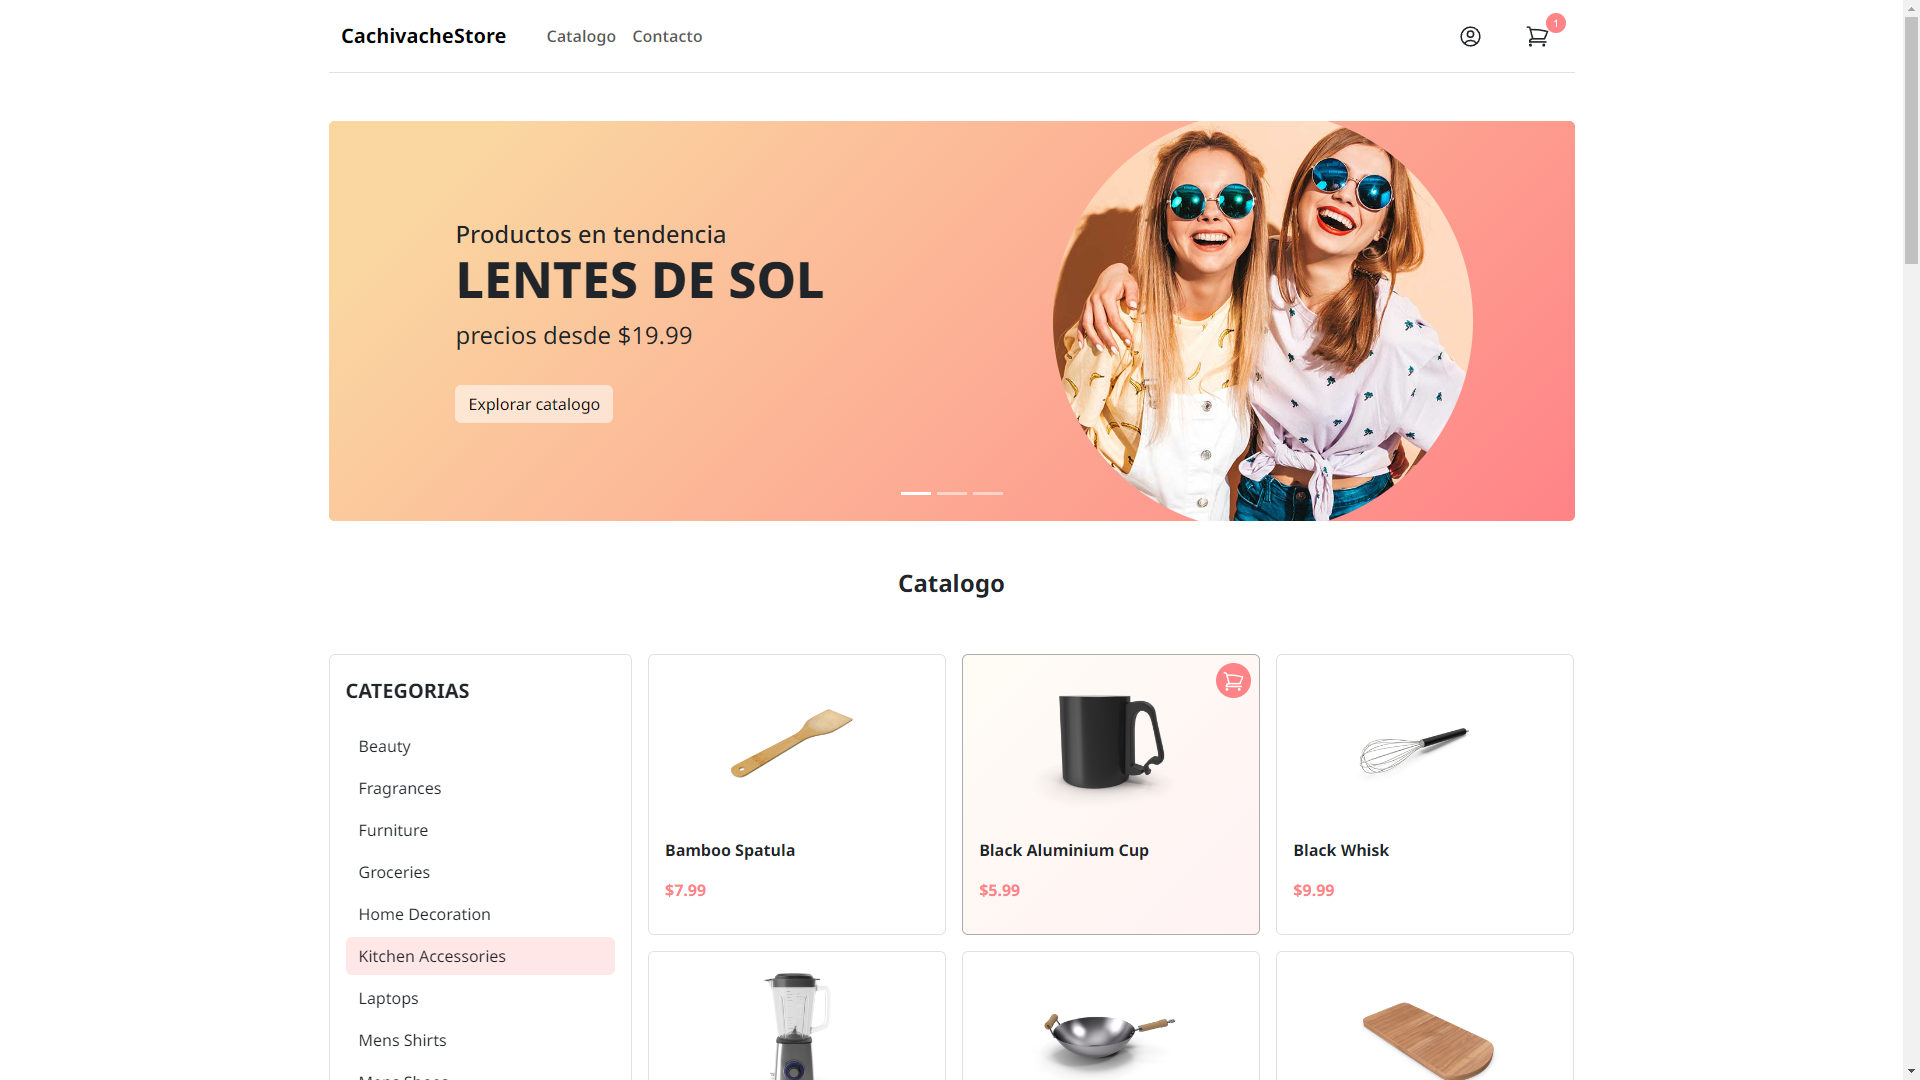 CachivacheStore
Catalogo
Contacto
1
Productos en tendencia
LENTES DE SOL
precios desde $19.99
Explorar catalogo
Catalogo
CATEGORIAS
Beauty
Fragrances
Furniture
Groceries
Home Decoration
Kitchen Accessories
Laptops
Mens Shirts
Mens Shoes
Bamboo Spatula
$7.99
Black Aluminium Cup
$5.99
Black Whisk
$9.99